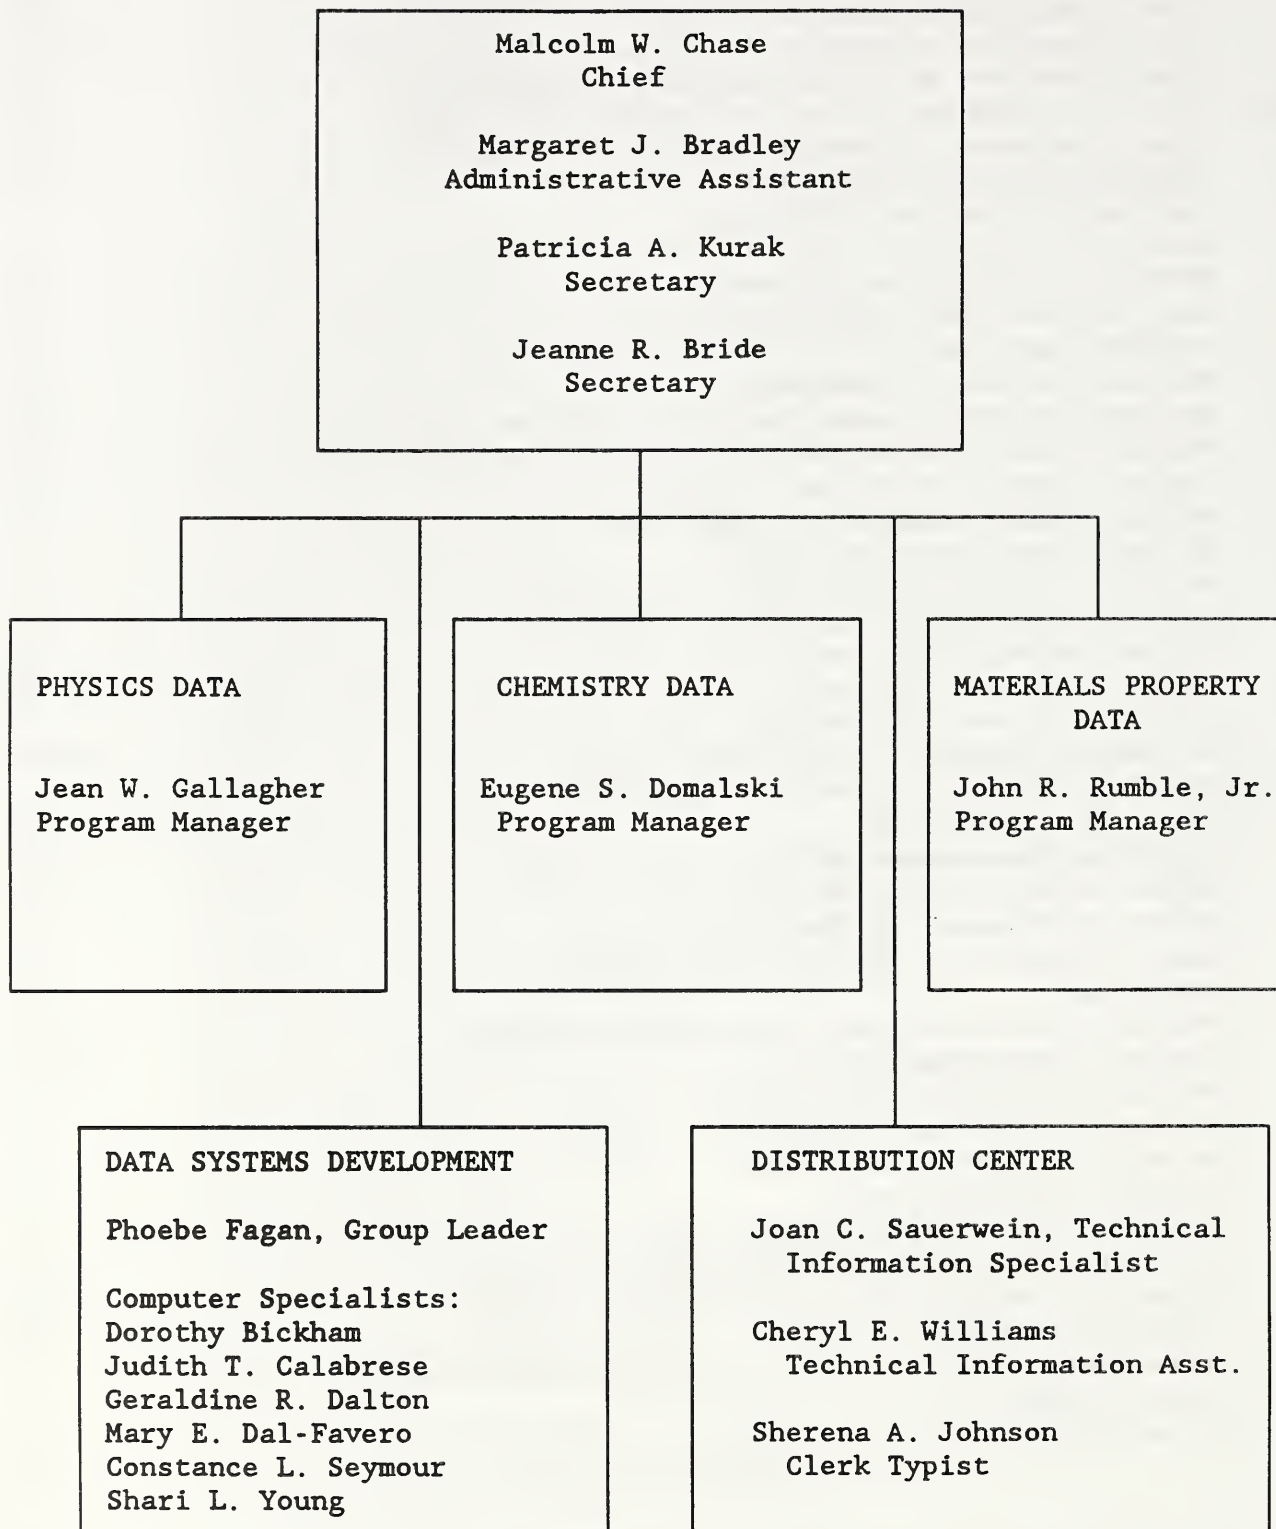 Malcolm W. Chase
Chief
Margaret J. Bradley
Administrative Assistant
Patricia A. Kurak
Secretary
Jeanne R. Bride
Secretary
PHYSICS DATA
Jean W. Gallagher
Program Manager
CHEMISTRY DATA
Eugene S. Domalski
Program Manager
MATERIALS PROPERTY
DATA
John R. Rumble, Jr.
Program Manager
DATA SYSTEMS DEVELOPMENT
Phoebe Fagan, Group Leader
Computer Specialists:
Dorothy Bickham
Judith T. Calabrese
Geraldine R. Dalton
Mary E. Dal-Favero
Constance L. Seymour
Shari L. Young
DISTRIBUTION CENTER
Joan C. Sauerwein, Technical
Information Specialist
Cheryl E. Williams
Technical Information Asst.
Sherena A. Johnson
Clerk Typist